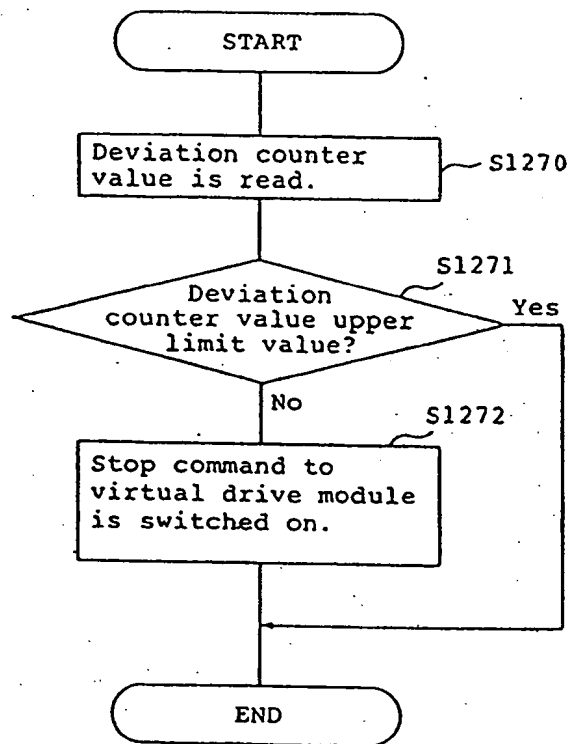 START
Deviation counter
value is read.
S1270
S1271
Deviation
counter value upper
limit value?
Yes
No
S1272
Stop command to
virtual drive module
is switched on.
END